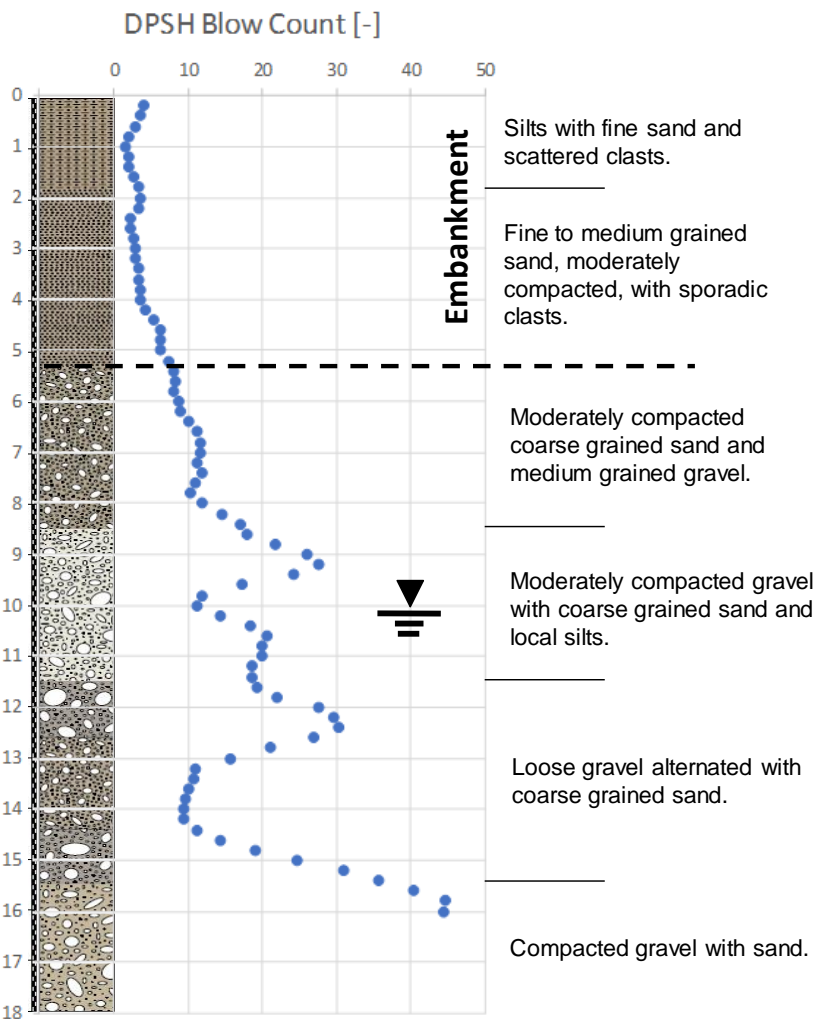 DPSH Blow Count [-]
0 10 20 30 40 50
0
1
2
3
4
5
6
7
8
9
10
11
12
13
14
15
16
17
18
Embankment
Silts with fine sand and
scattered clasts.
Fine to medium grained
sand, moderately
compacted, with sporadic
clasts.
Moderately compacted
coarse grained sand and
medium grained gravel.
Moderately compacted gravel
with coarse grained sand and
local silts.
Loose gravel alternated with
coarse grained sand.
Compacted gravel with sand.